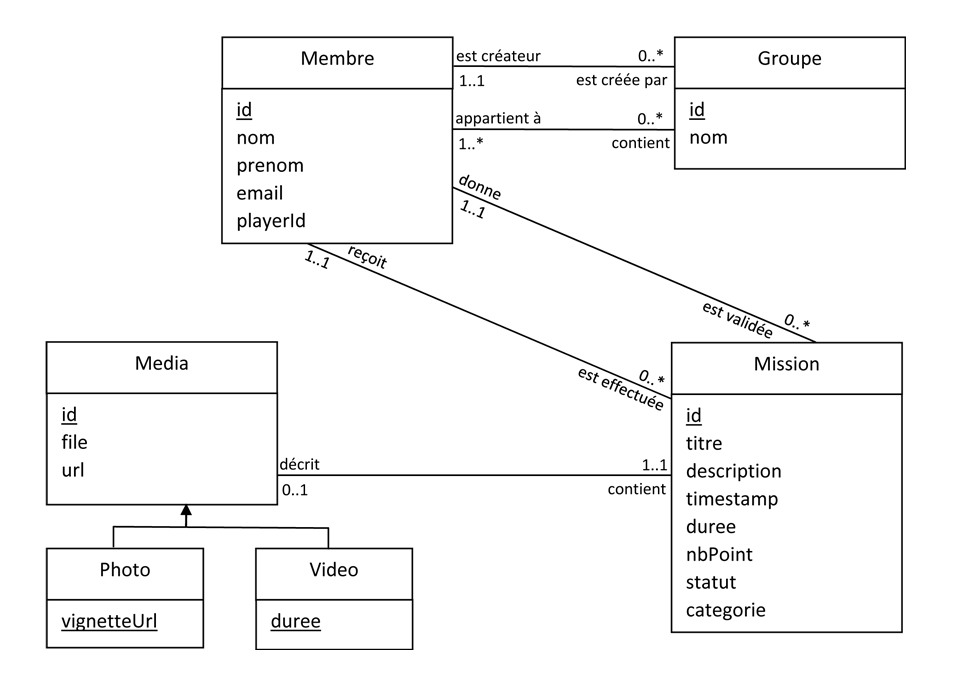 Membre
id
nom
prenom
email
playerId
est créateur
0..*
1..1
est créée par
appartient à
0..*
1..*
contient
Groupe
id
nom
donne
1..1
est validée
0..*
reçoit
1..1
0..*
est effectuée
Media
id
file
url
décrit
1..1
0..1
contient
Mission
id
titre
description
timestamp
duree
nbPoint
statut
categorie
Photo
vignetteUrl
Video
duree